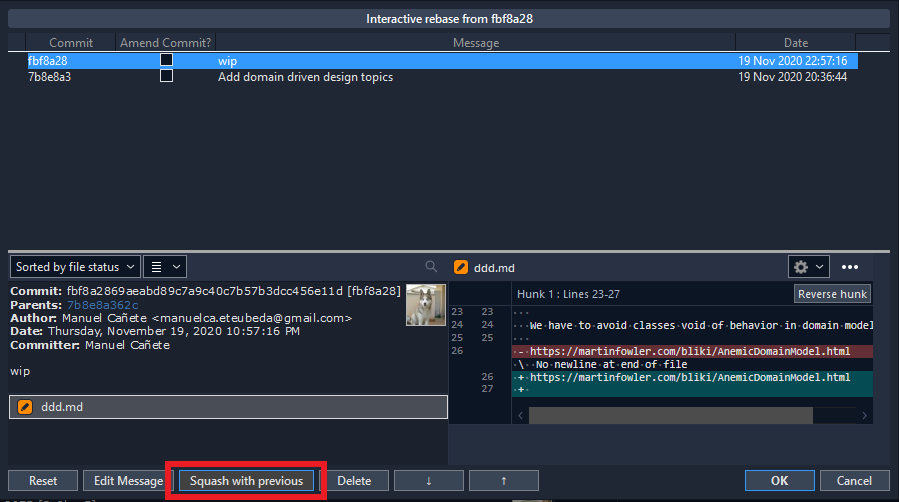 Interactive rebase from fbf8a28
Commit Amend Commit? Message Date
fbf8a28 wip 19 Nov 2020 22:57:16
7b8e8a3 Add domain driven design topics 19 Nov 2020 20:36:44
Sorted by file status
Commit: fbf8a2869aeabd89c7a9c40c7b57b3dcc456e11d [fbf8a28]
Parents: 7b8e8a362c
Author: Manuel Cañete <manuelca.eteubeda@gmail.com>
Date: Thursday, November 19, 2020 10:57:16 PM
Committer: Manuel Cañete
wip
ddd.md
ddd.md
Hunk 1 : Lines 23-27 Reverse hunk
23 23
24 24 We have to avoid classes void of behavior in domain model
25 25
26 - https://martinfowler.com/bliki/AnemicDomainModel.html
\ No newline at end of file
26 + https://martinfowler.com/bliki/AnemicDomainModel.html
27 +
Reset Edit Message Squash with previous Delete ↓ ↑ OK Cancel